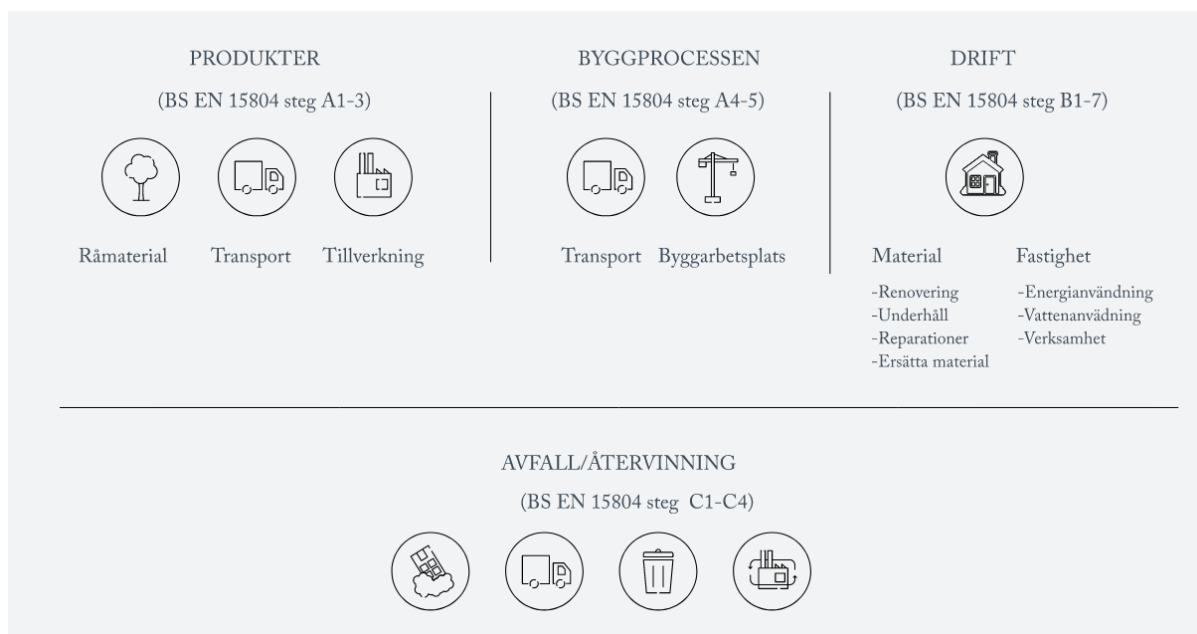 PRODUKTER
(BS EN 15804 steg A1-3)
Råmaterial
Transport
Tillverkning
BYGGPROCESSEN
(BS EN 15804 steg A4-5)
Transport
Byggarbetsplats
DRIFT
(BS EN 15804 steg B1-7)
Material
-Renovering
-Underhåll
-Reparationer
-Ersätta material
Fastighet
-Energianvändning
-Vattenanvädning
-Verksamhet
AVFALL/ÅTERVINNING
(BS EN 15804 steg C1-C4)